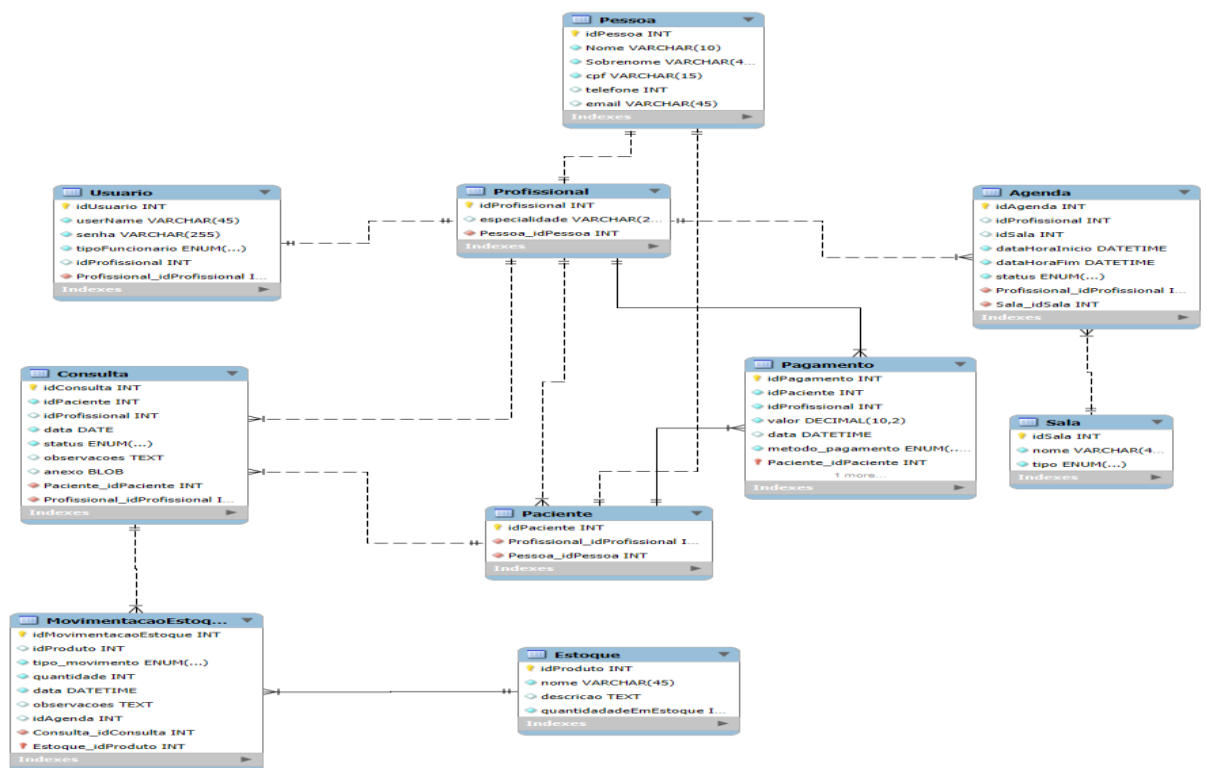 Pessoa
idPessoa INT
Nome VARCHAR(10)
Sobrenome VARCHAR(4...
cpf VARCHAR(15)
telefone INT
email VARCHAR(45)
Indexes
Usuario
idUsuario INT
userName VARCHAR(45)
senha VARCHAR(255)
tipoFuncionario ENUM(...)
idProfissional INT
Profissional_idProfissional I...
Indexes
Profissional
idProfissional INT
especialidade VARCHAR(2...
Pessoa_idPessoa INT
Indexes
Agenda
idAgenda INT
idProfissional INT
idSala INT
dataHoraInicio DATETIME
dataHoraFim DATETIME
status ENUM(...)
Profissional_idProfissional I...
Sala_idSala INT
Indexes
Consulta
idConsulta INT
idPaciente INT
idProfissional INT
data DATE
status ENUM(...)
observacoes TEXT
anexo BLOB
Paciente_idPaciente INT
Profissional_idProfissional I...
Indexes
Pagamento
idPagamento INT
idPaciente INT
idProfissional INT
valor DECIMAL(10,2)
data DATETIME
metodo_pagamento ENUM(...
Paciente_idPaciente INT
1 more...
Indexes
Sala
idSala INT
nome VARCHAR(4...
tipo ENUM(...)
Indexes
Paciente
idPaciente INT
Profissional_idProfissional I...
Pessoa_idPessoa INT
Indexes
MovimentacaoEstoq...
idMovimentacaoEstoque INT
idProduto INT
tipo_movimento ENUM(...)
quantidade INT
data DATETIME
observacoes TEXT
idAgenda INT
Consulta_idConsulta INT
Estoque_idProduto INT
Indexes
Estoque
idProduto INT
nome VARCHAR(45)
descricao TEXT
quantidadadeEmEstoque I...
Indexes